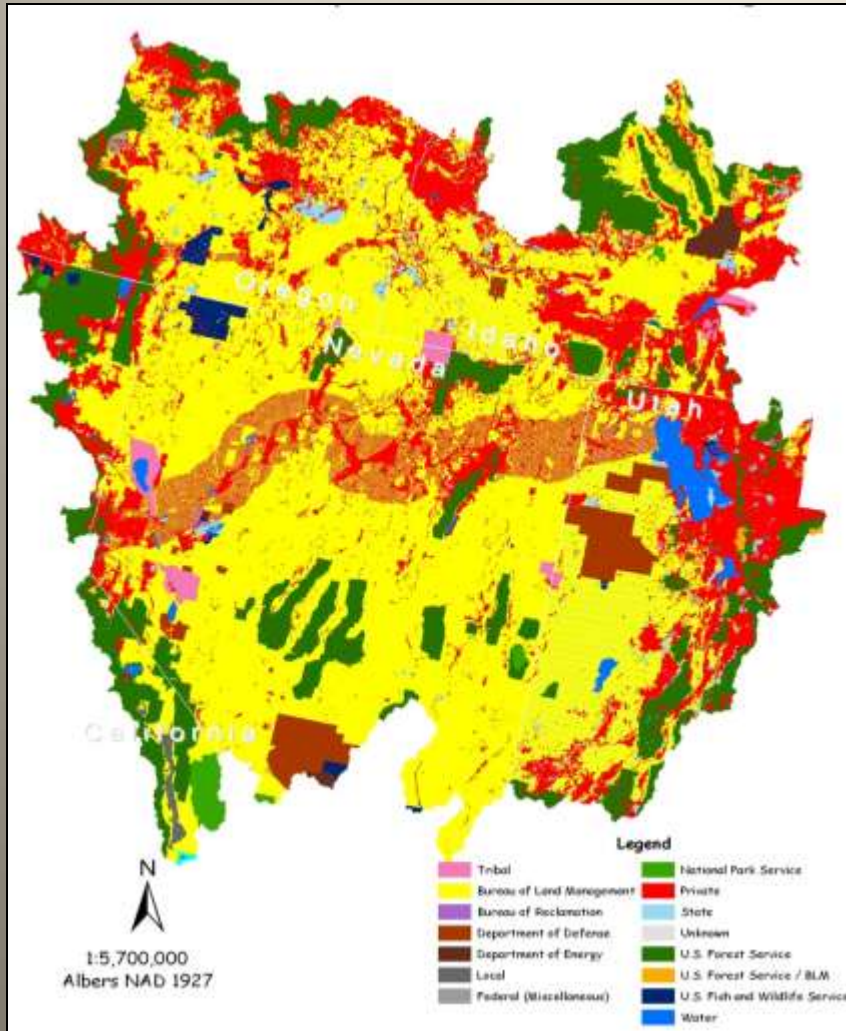 Oregon
Idaho
Nevada
Utah
California
N
1:5,700,000
Albers NAD 1927
Legend
Tribal
Bureau of Land Management
Bureau of Reclamation
Department of Defense
Department of Energy
Local
Federal (Miscellaneous)
National Park Service
Private
State
Unknown
U.S. Forest Service
U.S. Forest Service / BLM
U.S. Fish and Wildlife Service
Water